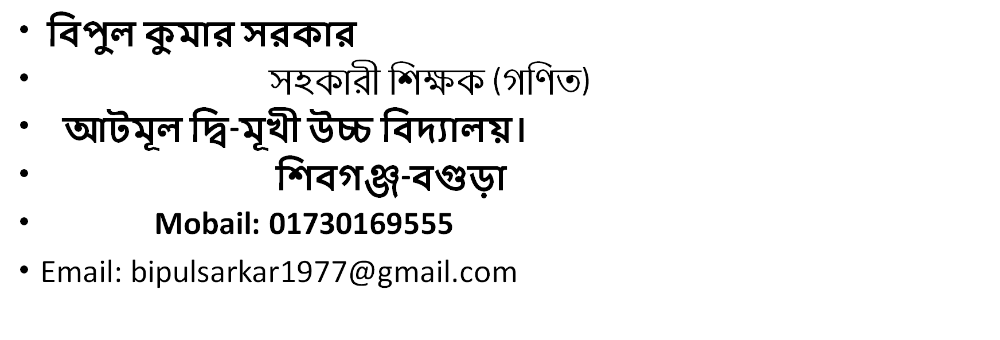 • বিপুল কুমার সরকার
• সহকারী শিক্ষক (গণিত)
• আটমূল দ্বি-মূখী উচ্চ বিদ্যালয়।
• শিবগঞ্জ-বগুড়া
• Mobail: 01730169555
• Email: bipulsarkar1977@gmail.com